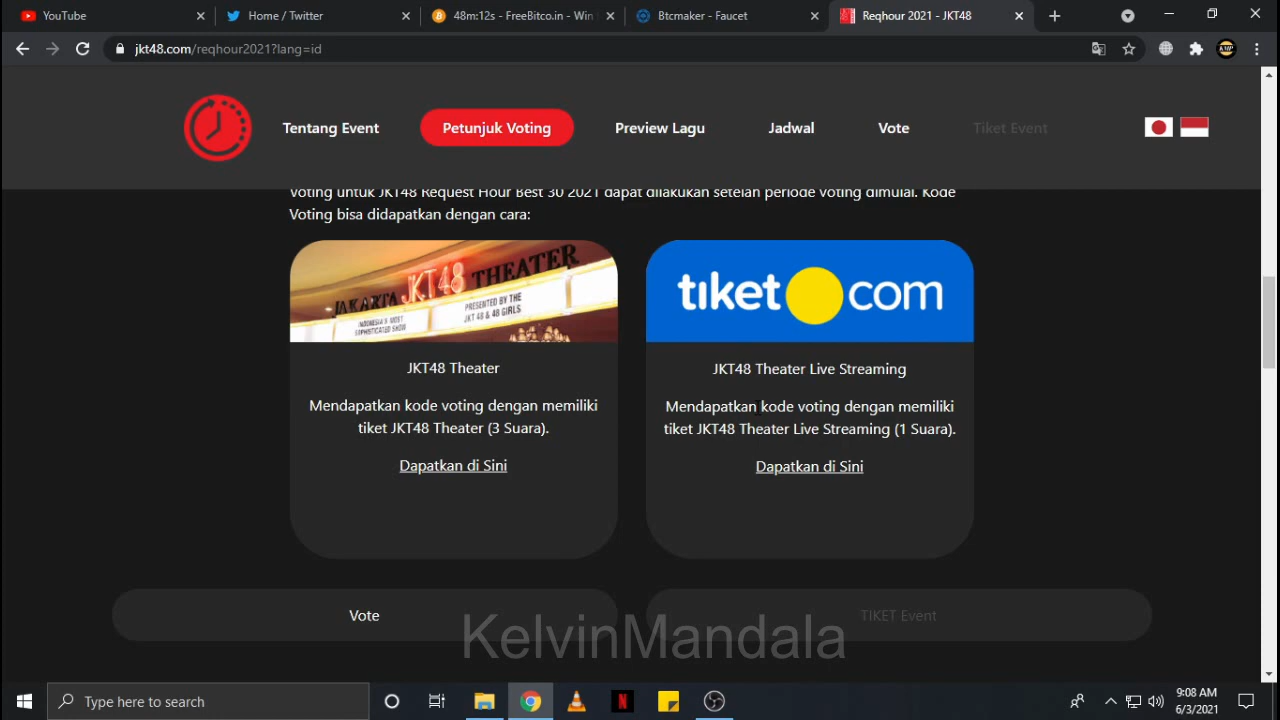 YouTube
Home / Twitter
48m:12s - FreeBitco.in - Win
Btcmaker - Faucet
Reqhour 2021 - JKT48
jkt48.com/reqhour2021?lang=id
Tentang Event
Petunjuk Voting
Preview Lagu
Jadwal
Vote
Tiket Event
Voting untuk JKT48 Request Hour Best 30 2021 dapat dilakukan setelah periode voting dimulai. Kode
Voting bisa didapatkan dengan cara:
JAKARTA JKT48 THEATER
INDONESIA'S MOST
SOPHISTICATED SHOW
PRESENTED BY THE
JKT 48 & 48 GIRLS
tiket com
JKT48 Theater
Mendapatkan kode voting dengan memiliki
tiket JKT48 Theater (3 Suara).
Dapatkan di Sini
JKT48 Theater Live Streaming
Mendapatkan kode voting dengan memiliki
tiket JKT48 Theater Live Streaming (1 Suara).
Dapatkan di Sini
Vote
TIKET Event
KelvinMandala
Type here to search
N
9:08 AM
6/3/2021